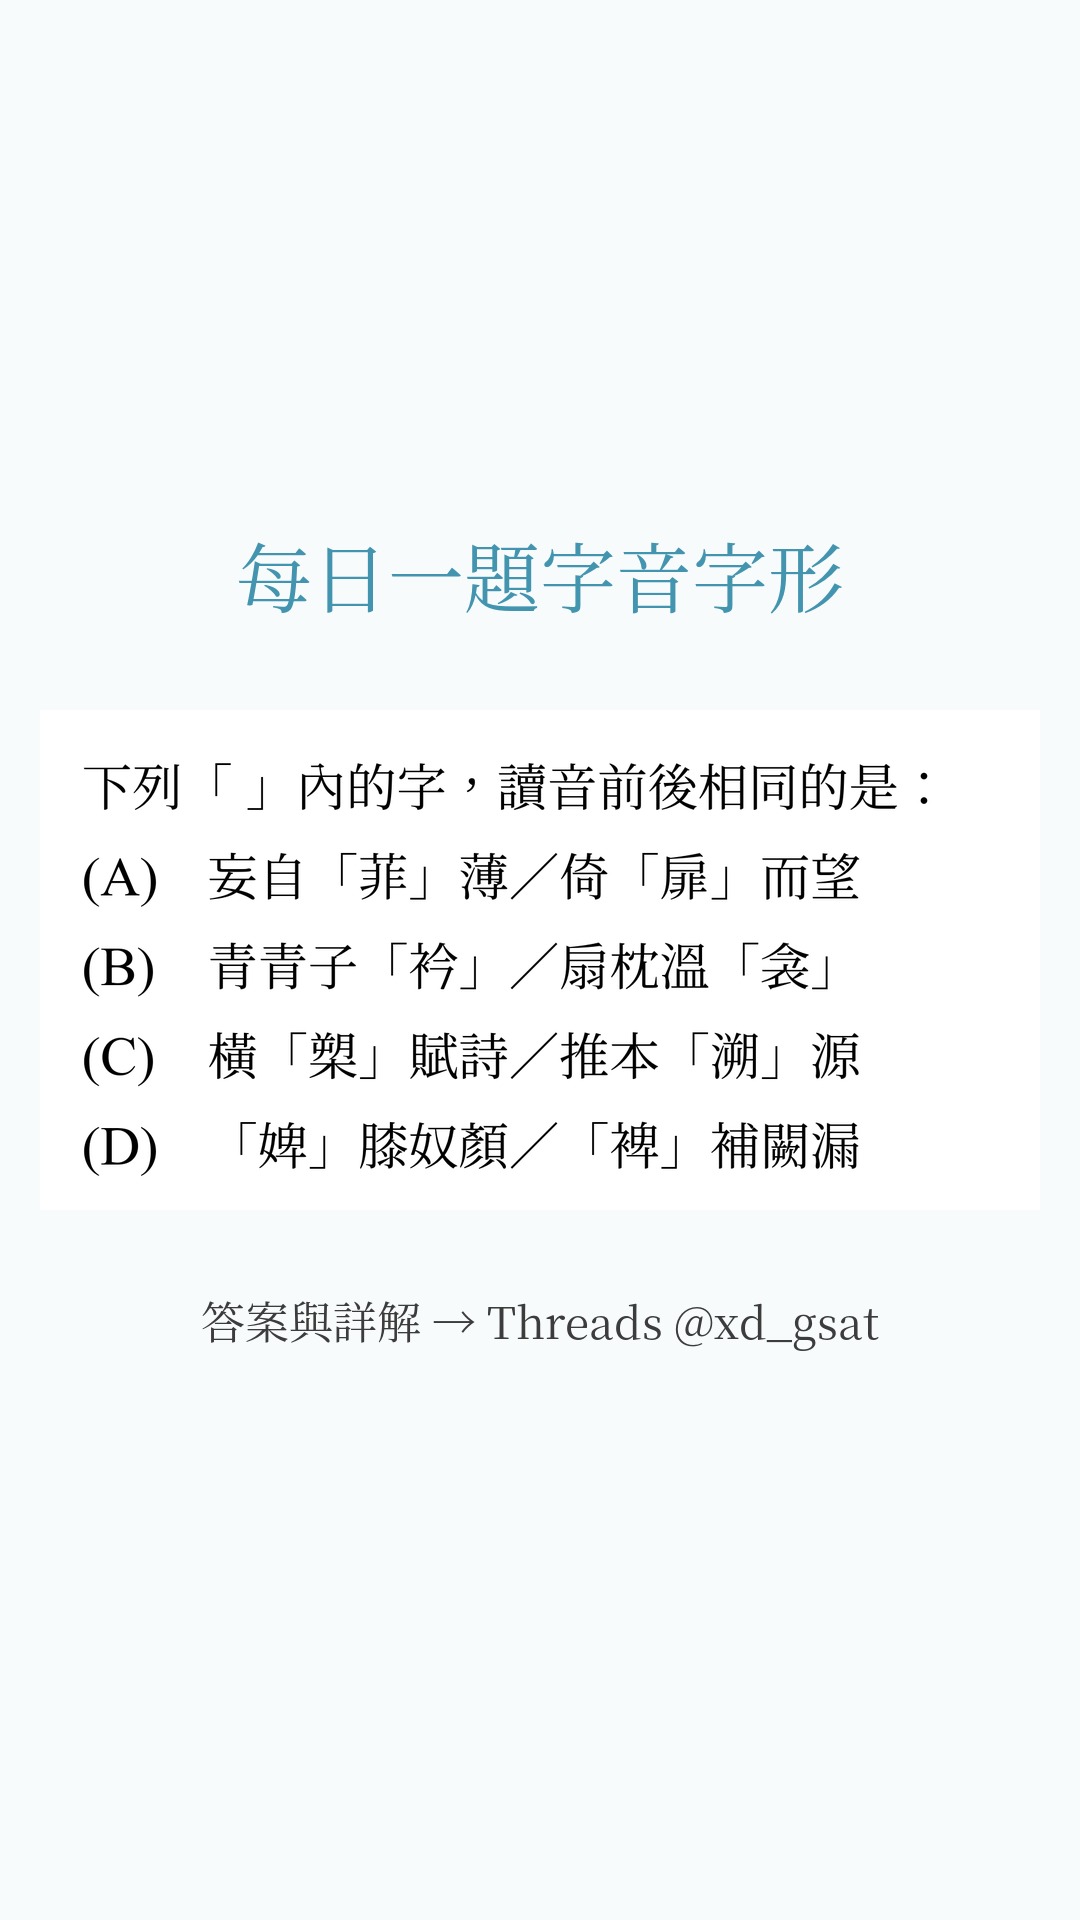 每日一題字音字形
下列「 」內的字，讀音前後相同的是：
(A) 妄自「菲」薄／倚「扉」而望
(B) 青青子「衿」／扇枕溫「衾」
(C) 橫「槊」賦詩／推本「溯」源
(D) 「婢」膝奴顏／「裨」補闕漏
答案與詳解 → Threads @xd_gsat